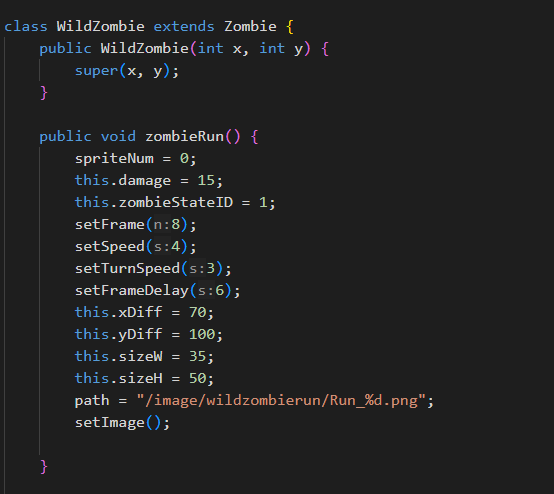 class WildZombie extends Zombie {
    public WildZombie(int x, int y) {
        super(x, y);
    }

    public void zombieRun() {
        spriteNum = 0;
        this.damage = 15;
        this.zombieStateID = 1;
        setFrame(n:8);
        setSpeed(s:4);
        setTurnSpeed(s:3);
        setFrameDelay(s:6);
        this.xDiff = 70;
        this.yDiff = 100;
        this.sizeW = 35;
        this.sizeH = 50;
        path = "/image/wildzombierun/Run_%d.png";
        setImage();

    }